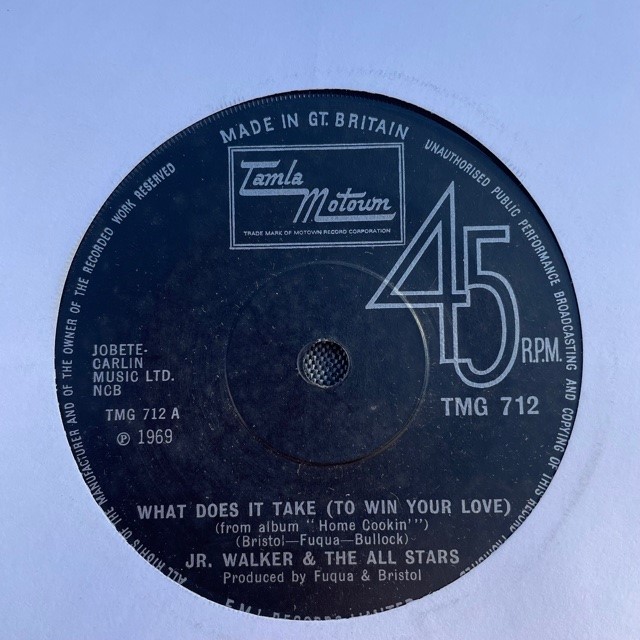 MADE IN GT. BRITAIN
UNAUTHORISED PUBLIC PERFORMANCE BROADCASTING AND COPYING OF THIS RECORD
Tamla
Motown
TRADE MARK OF MOTOWN RECORD CORPORATION
45
R.P.M.
TMG 712
JOBETE-
CARLIN
MUSIC LTD.
NCB
TMG 712 A
℗ 1969
WHAT DOES IT TAKE (TO WIN YOUR LOVE)
(from album "Home Cookin'")
(Bristol—Fuqua—Bullock)
JR. WALKER & THE ALL STARS
Produced by Fuqua & Bristol
ALL RIGHTS OF THE MANUFACTURER AND OF THE OWNER OF THE RECORDED WORK RESERVED
E.M.I. RECORDS LIMITED